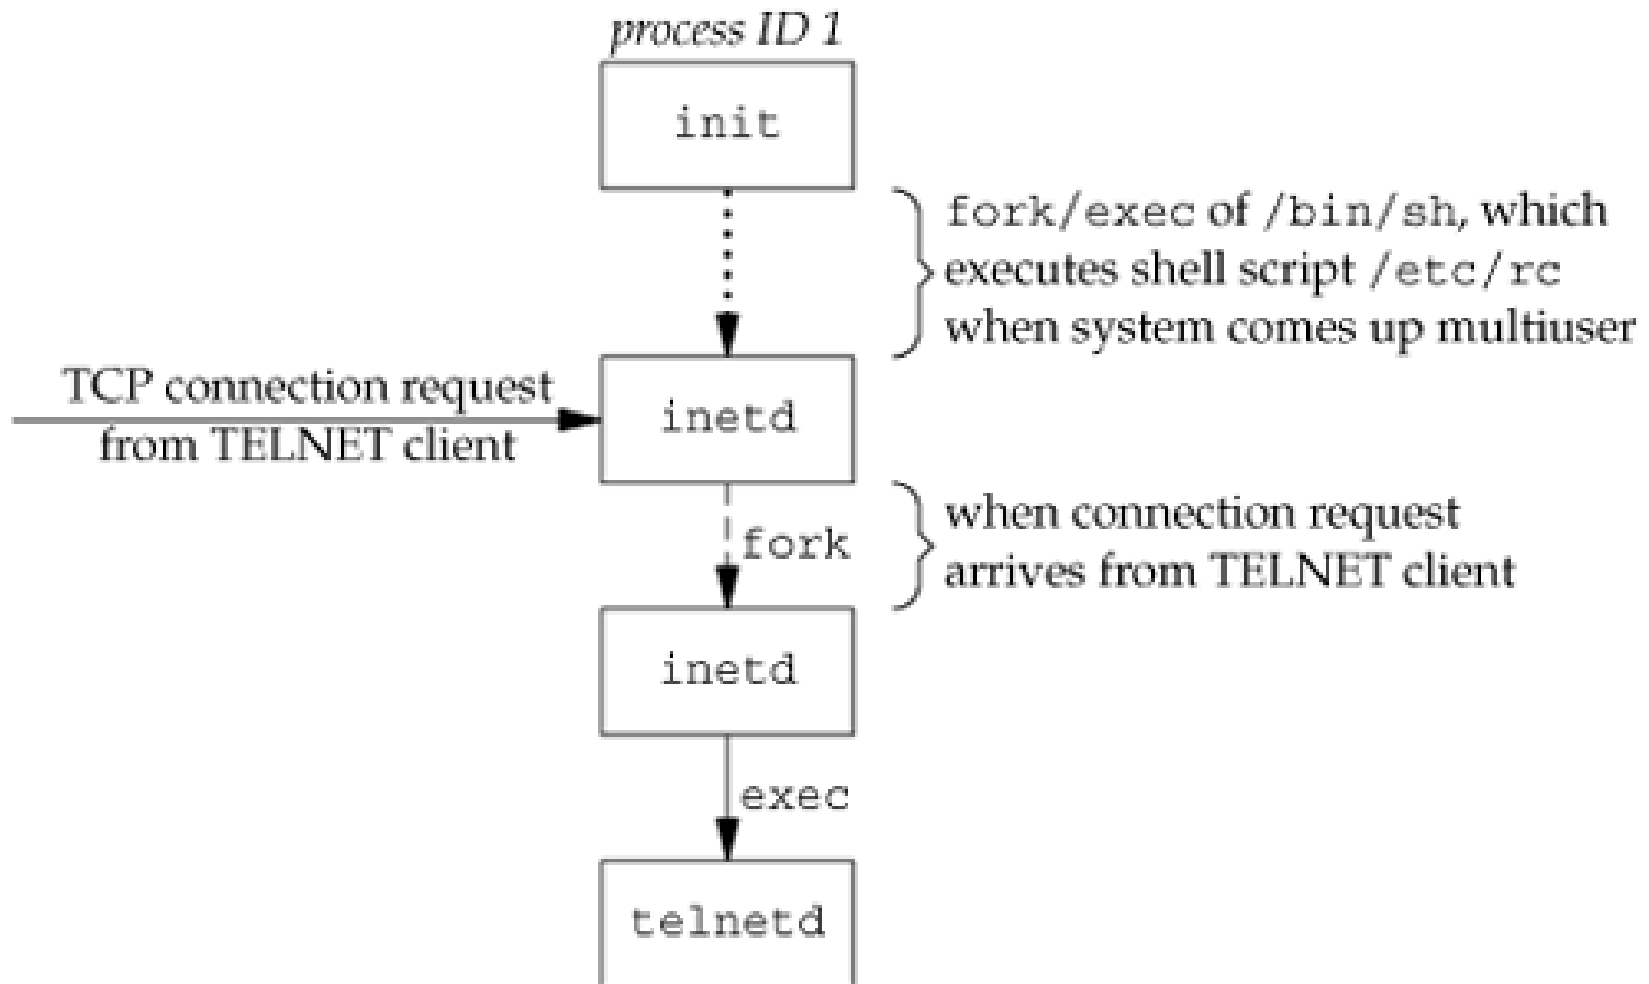 process ID 1
init
fork/exec of /bin/sh, which
executes shell script /etc/rc
when system comes up multiuser
TCP connection request
from TELNET client
inetd
fork
when connection request
arrives from TELNET client
inetd
exec
telnetd